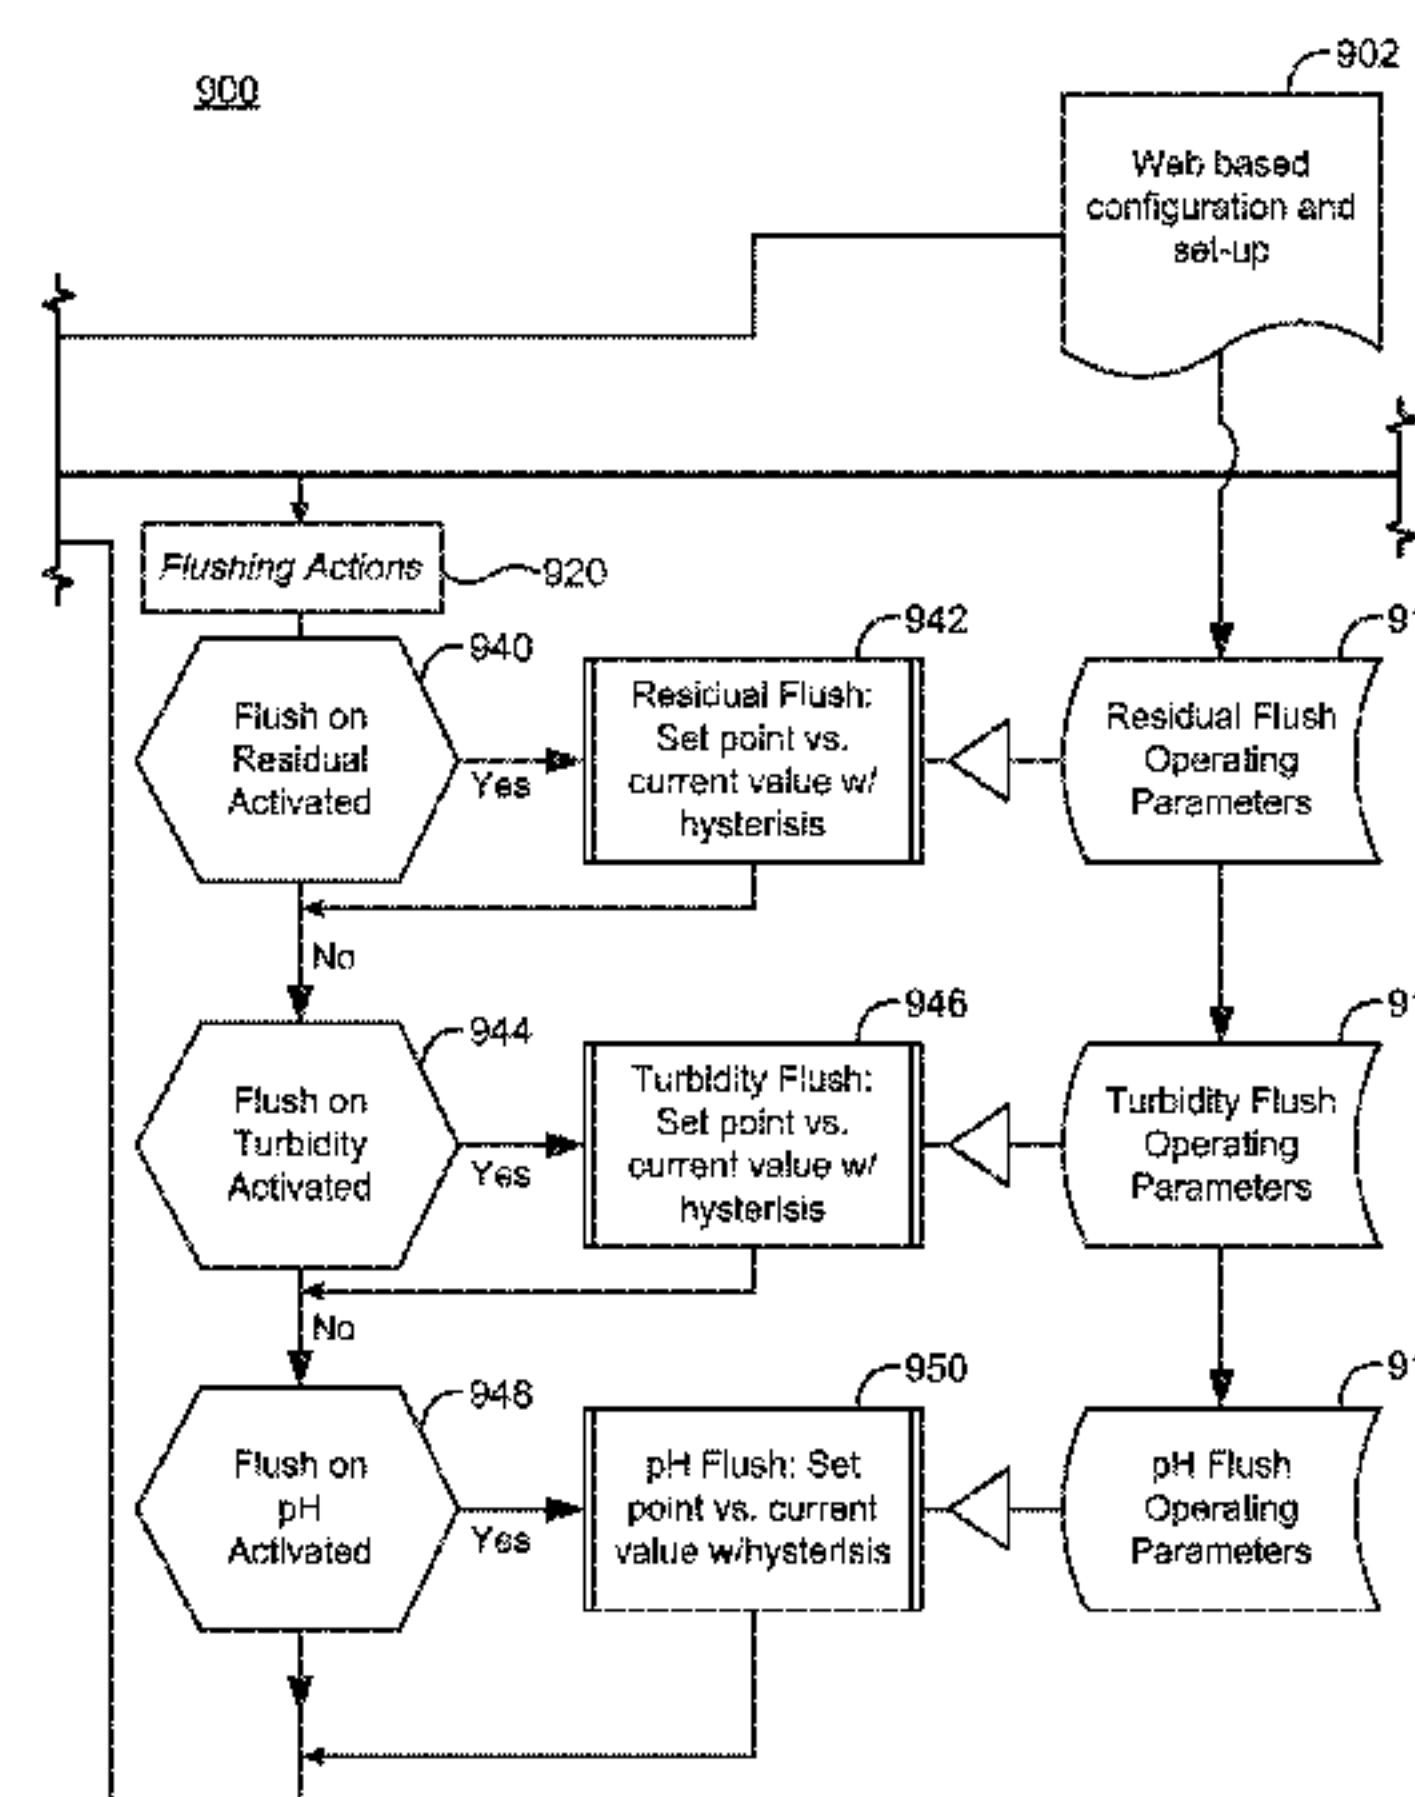 900
902
Web based
configuration and
set-up
Flushing Actions
920
940
Flush on
Residual
Activated
Yes
No
942
Residual Flush:
Set point vs.
current value w/
hysterisis
Residual Flush
Operating
Parameters
944
Flush on
Turbidity
Activated
Yes
No
946
Turbidity Flush:
Set point vs.
current value w/
hysterisis
Turbidity Flush
Operating
Parameters
948
Flush on
pH
Activated
Yes
950
pH Flush: Set
point vs. current
value w/hysterisis
pH Flush
Operating
Parameters